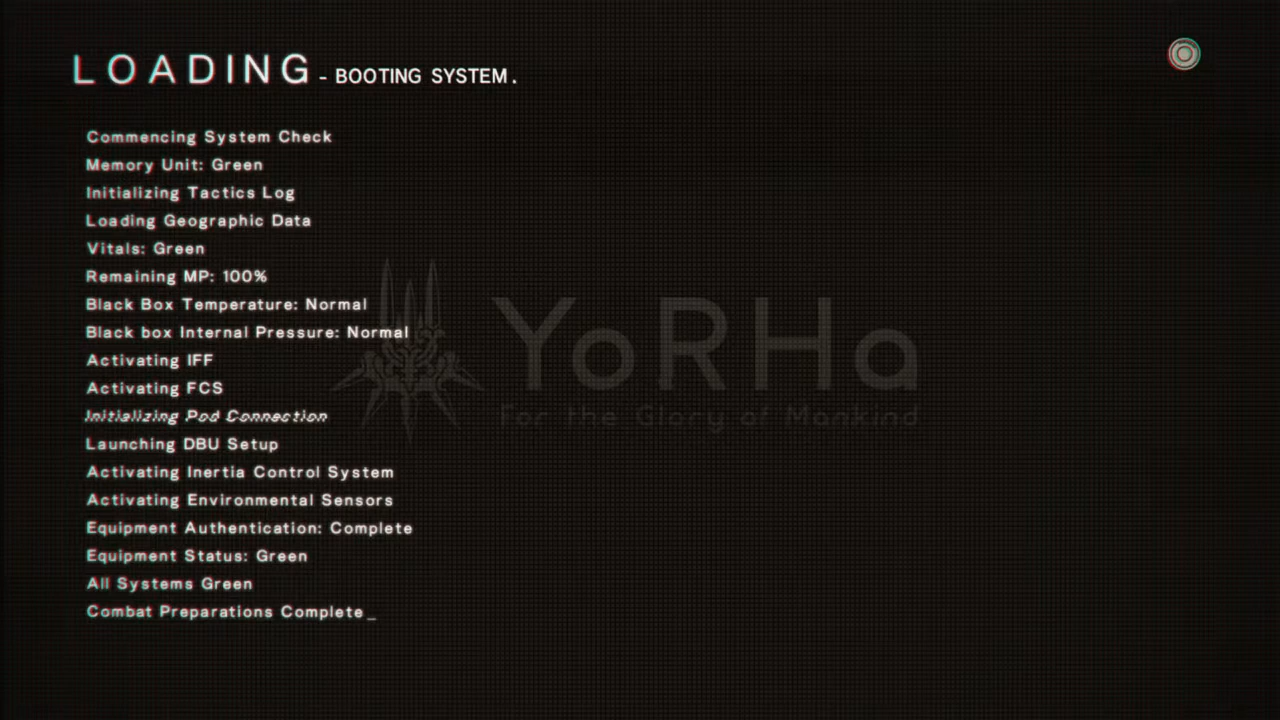 LOADING - BOOTING SYSTEM.
Commencing System Check
Memory Unit: Green
Initializing Tactics Log
Loading Geographic Data
Vitals: Green
Remaining MP: 100%
Black Box Temperature: Normal
Black box Internal Pressure: Normal
Activating IFF
Activating FCS
Initializing Pod Connection
Launching DBU Setup
Activating Inertia Control System
Activating Environmental Sensors
Equipment Authentication: Complete
Equipment Status: Green
All Systems Green
Combat Preparations Complete_
YoRHa
For the Glory of Mankind